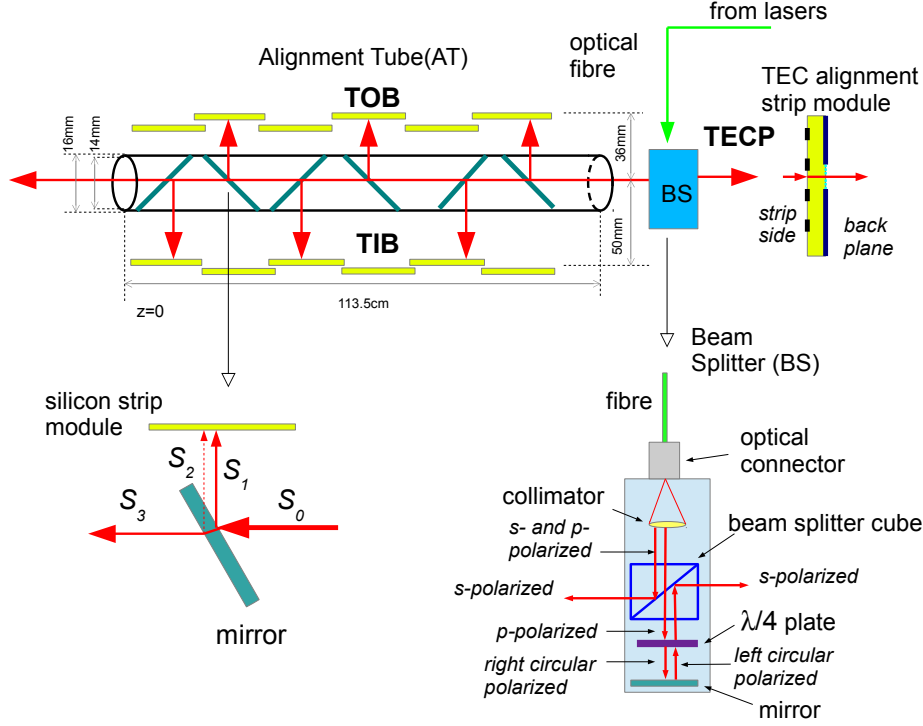 from lasers
optical
fibre
Alignment Tube(AT)
TEC alignment
strip module
TOB
TECP
16mm
14mm
36mm
BS
strip
side
back
plane
TIB
50mm
113.5cm
z=0
Beam
Splitter (BS)
silicon strip
module
fibre
optical
connector
S2
S1
S3
S0
collimator
s- and p-
polarized
beam splitter cube
s-polarized
s-polarized
mirror
p-polarized
λ/4 plate
right circular
polarized
left circular
polarized
mirror